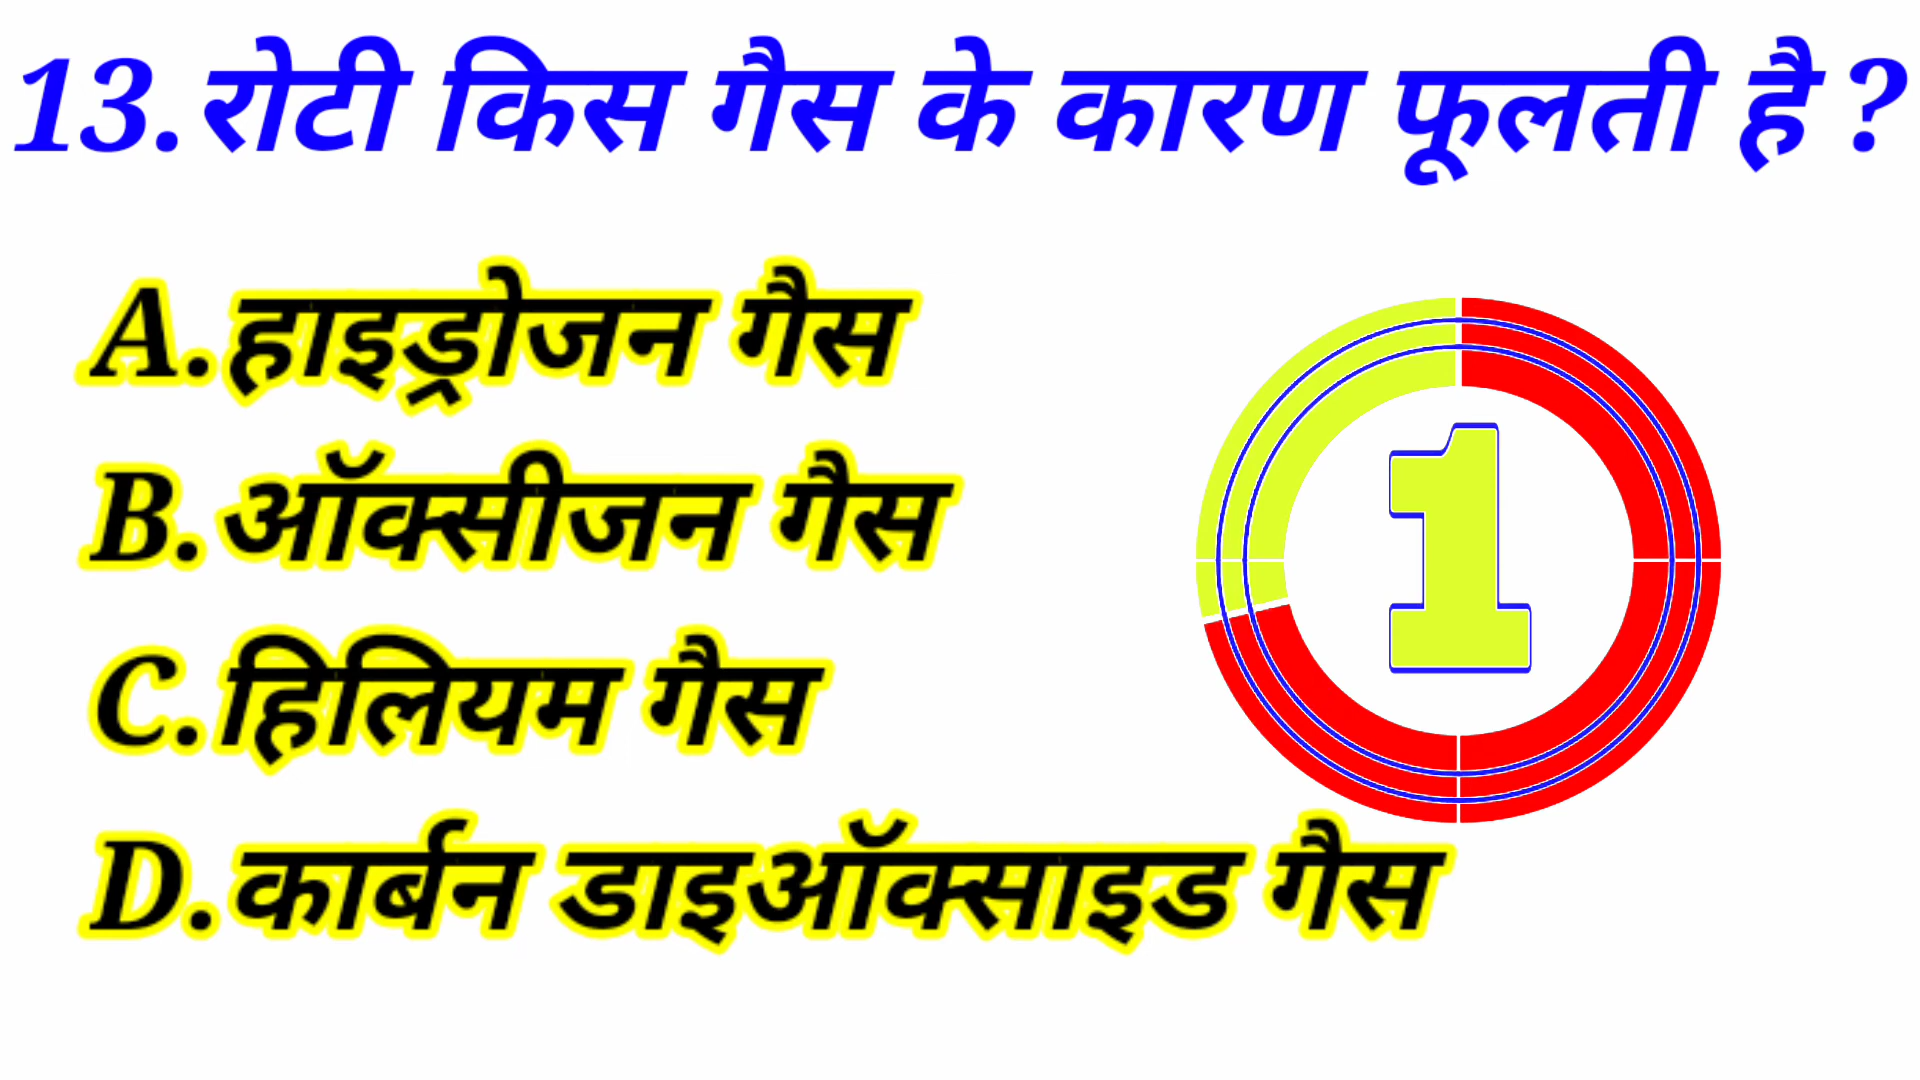 13.रोटी किस गैस के कारण फूलती है ?
A.हाइड्रोजन गैस
B.ऑक्सीजन गैस
C.हिलियम गैस
D.कार्बन डाइऑक्साइड गैस
1